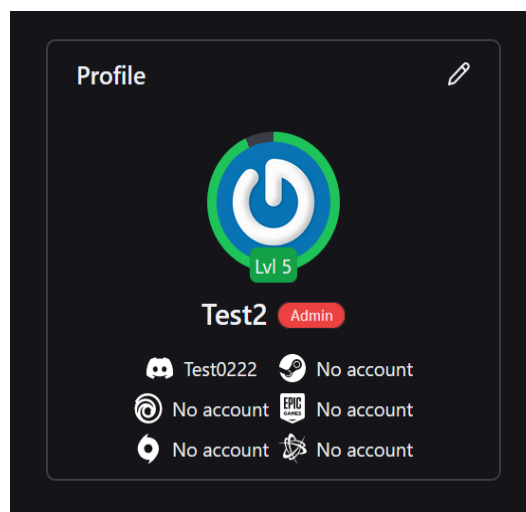 Profile
Lvl 5
Test2 Admin
Test0222 No account
No account EPIC GAMES No account
No account No account